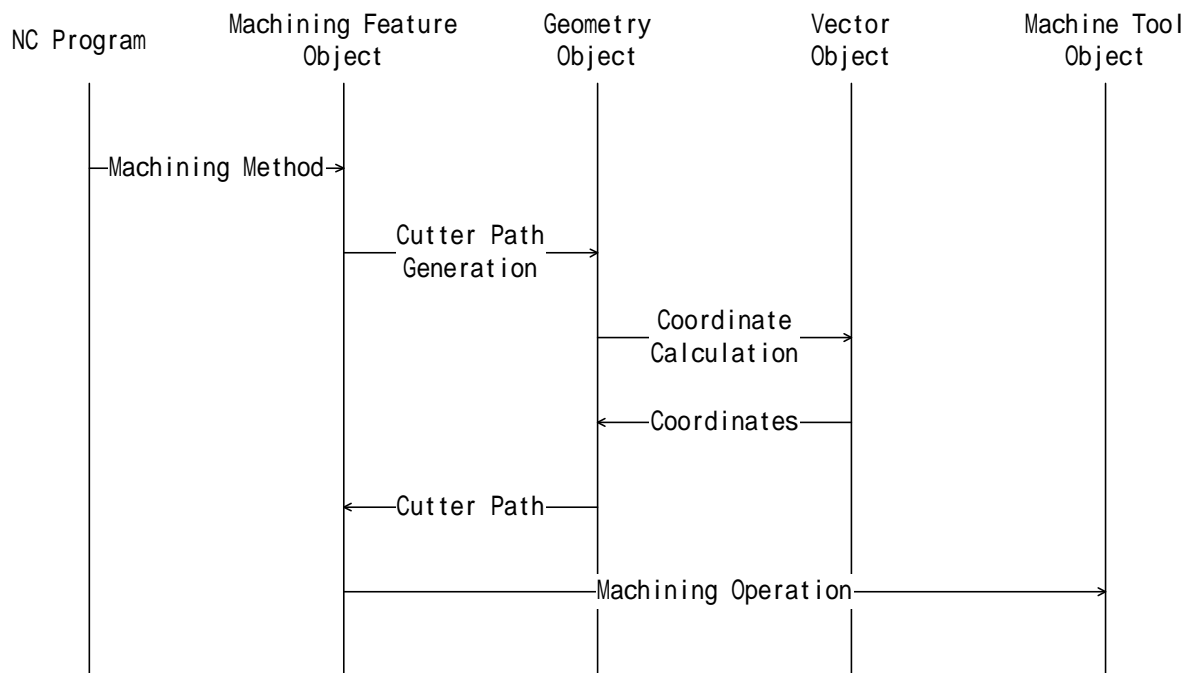 NC Program
Machining Feature
Object
Geometry
Object
Vector
Object
Machine Tool
Object
Machining Method
Cutter Path
Generation
Coordinate
Calculation
Coordinates
Cutter Path
Machining Operation